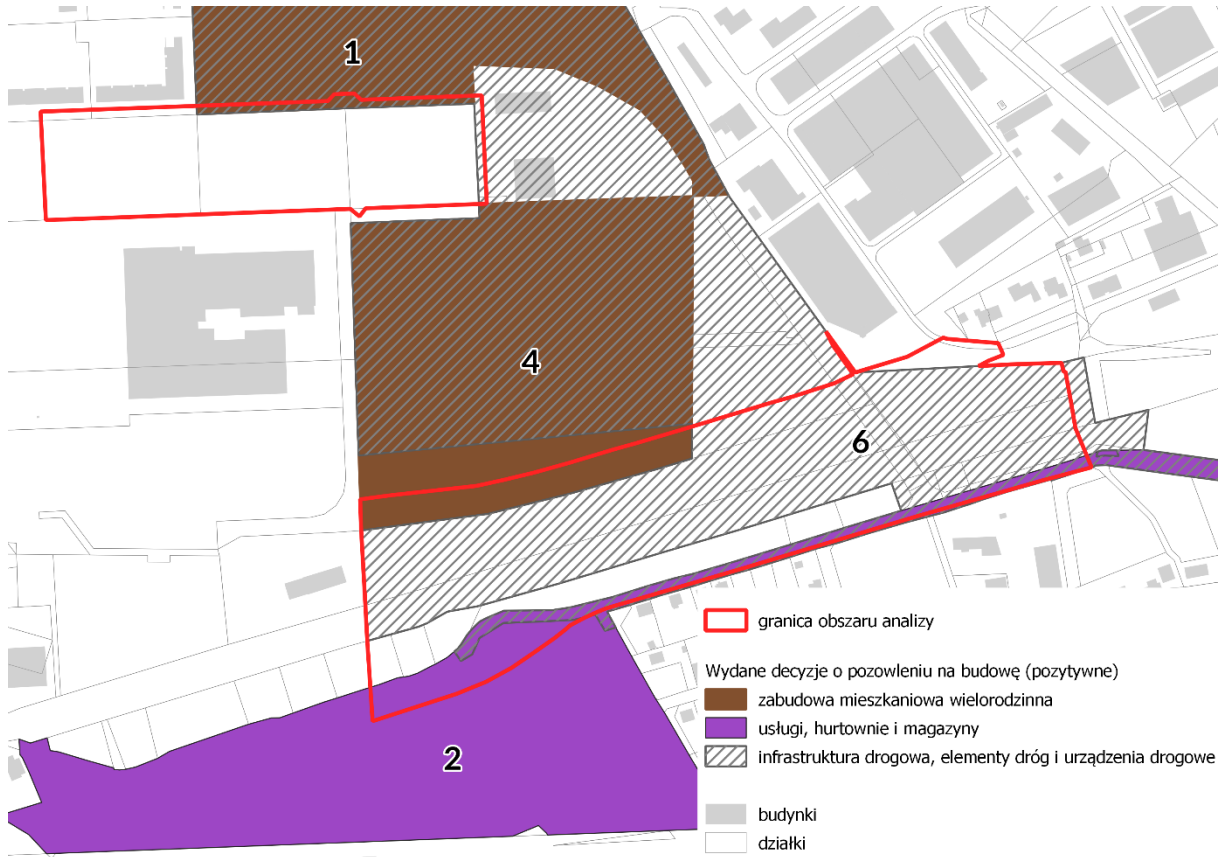 1
4
6
2
granica obszaru analizy
Wydane decyzje o pozowleniu na budowę (pozytywne)
zabudowa mieszkaniowa wielorodzinna
usługi, hurtownie i magazyny
infrastruktura drogowa, elementy dróg i urządzenia drogowe
budynki
działki